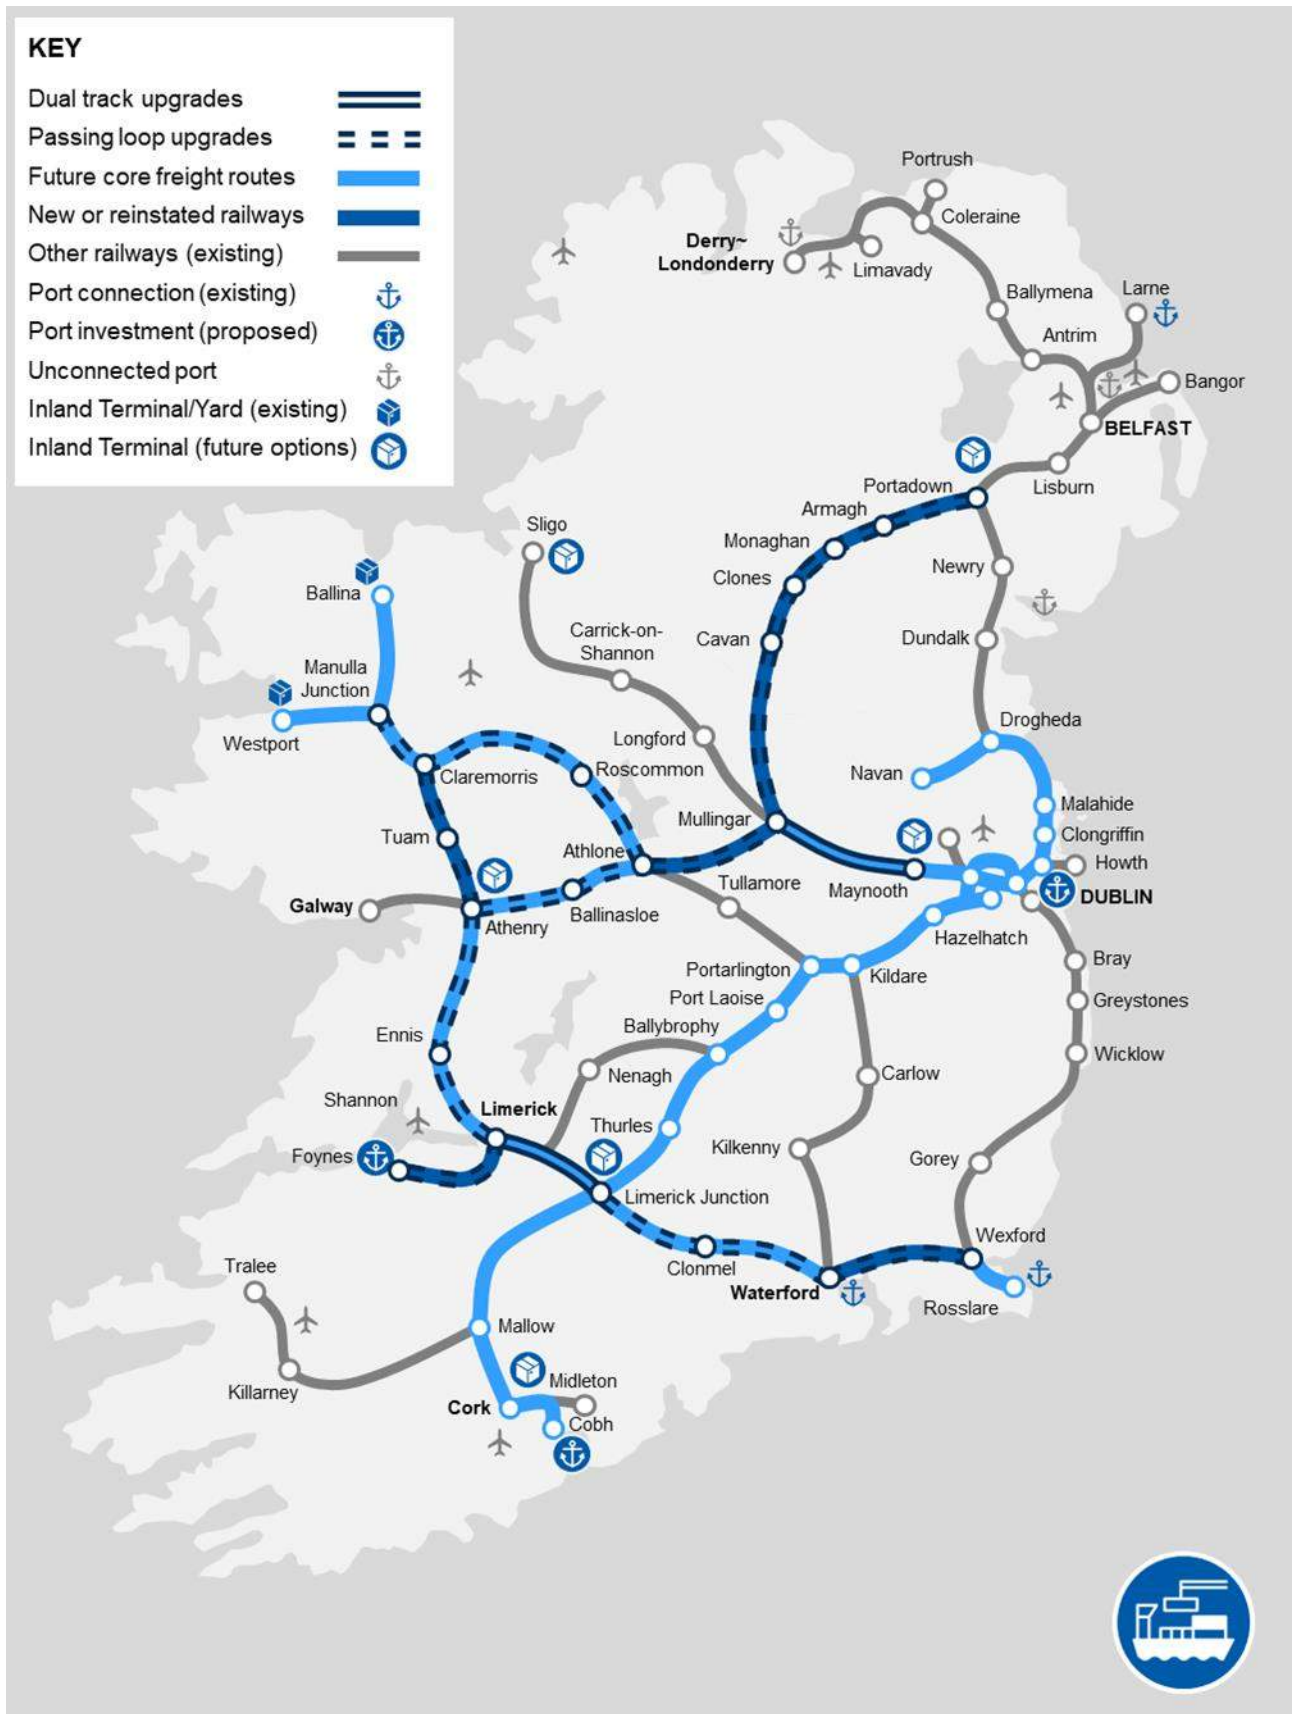 KEY
Dual track upgrades
Passing loop upgrades
Future core freight routes
New or reinstated railways
Other railways (existing)
Port connection (existing)
Port investment (proposed)
Unconnected port
Inland Terminal/Yard (existing)
Inland Terminal (future options)
Portrush
Coleraine
Derry~
Londonderry
Limavady
Ballymena
Larne
Antrim
Bangor
BELFAST
Lisburn
Portadown
Armagh
Monaghan
Clones
Newry
Sligo
Ballina
Carrick-on-
Shannon
Cavan
Dundalk
Manulla
Junction
Westport
Longford
Drogheda
Claremorris
Roscommon
Navan
Malahide
Mullingar
Clongriffin
Tuam
Athlone
Howth
Tullamore
Maynooth
DUBLIN
Galway
Athenry
Ballinasloe
Hazelhatch
Portarlington
Kildare
Bray
Port Laoise
Greystones
Ballybrophy
Ennis
Nenagh
Wicklow
Carlow
Shannon
Limerick
Thurles
Foynes
Kilkenny
Gorey
Limerick Junction
Wexford
Tralee
Clonmel
Waterford
Rosslare
Mallow
Killarney
Midleton
Cork
Cobh